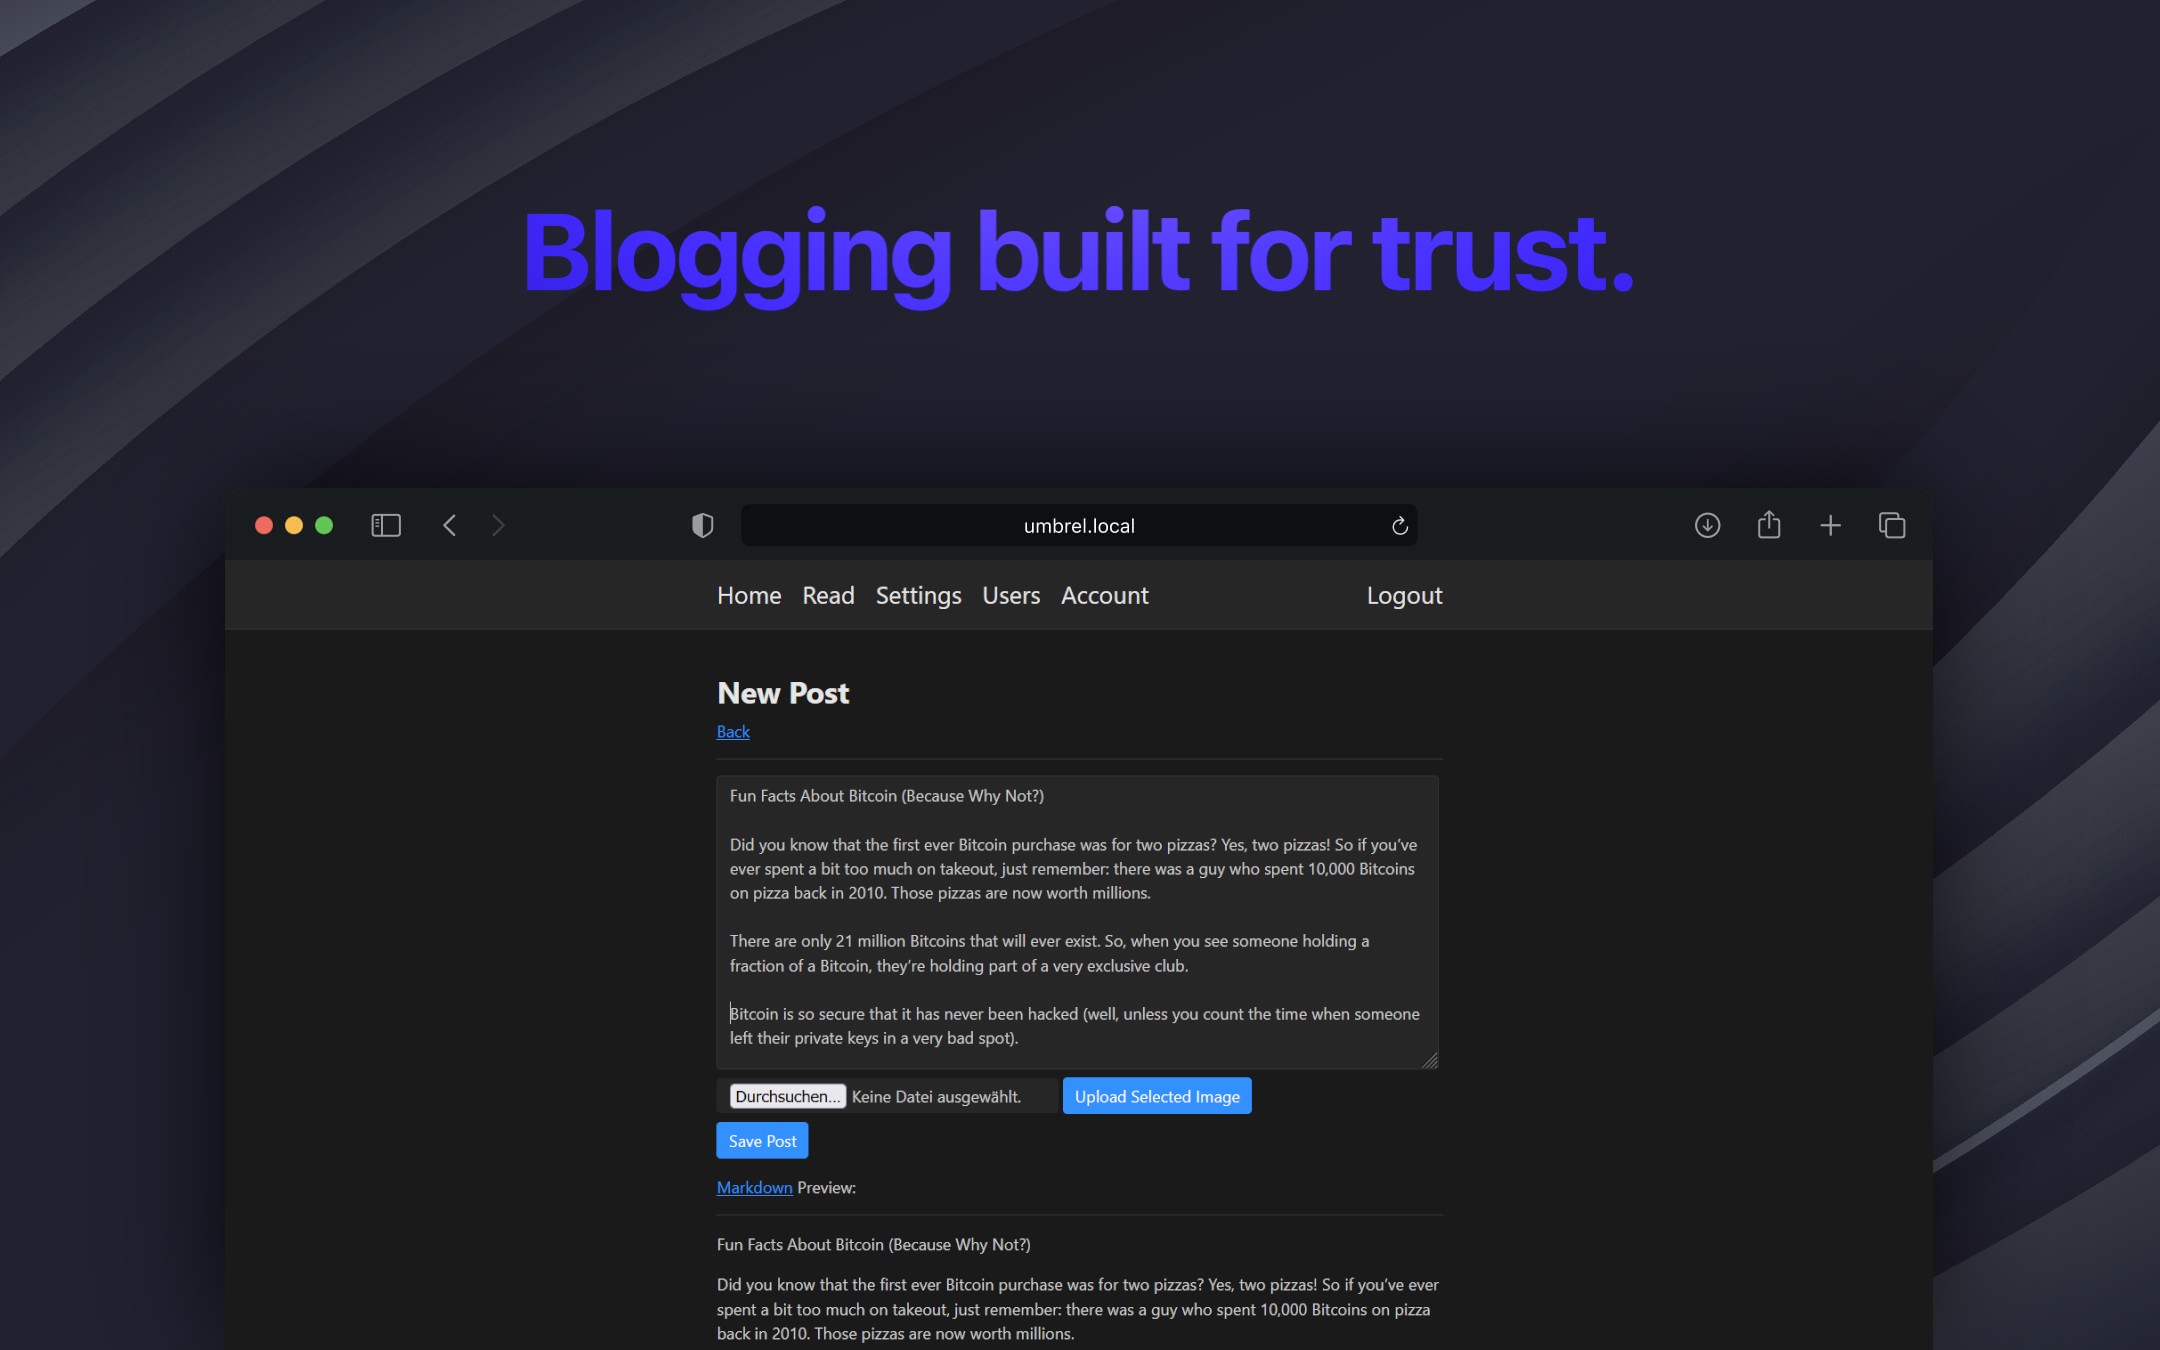 Blogging built for trust.
umbrel.local
Home Read Settings Users Account Logout
New Post
Back
Fun Facts About Bitcoin (Because Why Not?)
Did you know that the first ever Bitcoin purchase was for two pizzas? Yes, two pizzas! So if you’ve
ever spent a bit too much on takeout, just remember: there was a guy who spent 10,000 Bitcoins
on pizza back in 2010. Those pizzas are now worth millions.
There are only 21 million Bitcoins that will ever exist. So, when you see someone holding a
fraction of a Bitcoin, they’re holding part of a very exclusive club.
Bitcoin is so secure that it has never been hacked (well, unless you count the time when someone
left their private keys in a very bad spot).
Durchsuchen... Keine Datei ausgewählt. Upload Selected Image
Save Post
Markdown Preview:
Fun Facts About Bitcoin (Because Why Not?)
Did you know that the first ever Bitcoin purchase was for two pizzas? Yes, two pizzas! So if you’ve ever
spent a bit too much on takeout, just remember: there was a guy who spent 10,000 Bitcoins on pizza
back in 2010. Those pizzas are now worth millions.